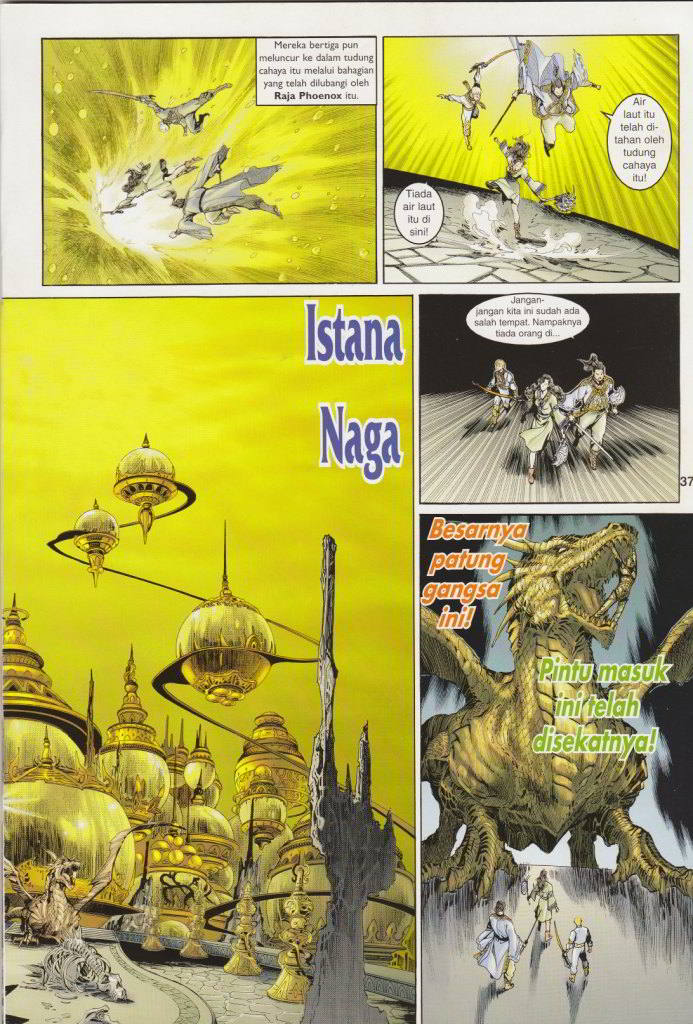 Mereka bertiga pun
meluncur ke dalam tudung
cahaya itu melalui bahagian
yang telah dilubangi oleh
Raja Phoenox itu.
Air
laut itu
telah di-
tahan oleh
tudung
cahaya
itu!
Tiada
air laut
itu di
sini!
Istana
Naga
Jangan-
jangan kita ini sudah ada
salah tempat. Nampaknya
tiada orang di...
37
Besarnya
patung
gangsa
ini!
Pintu masuk
ini telah
disekatnya!